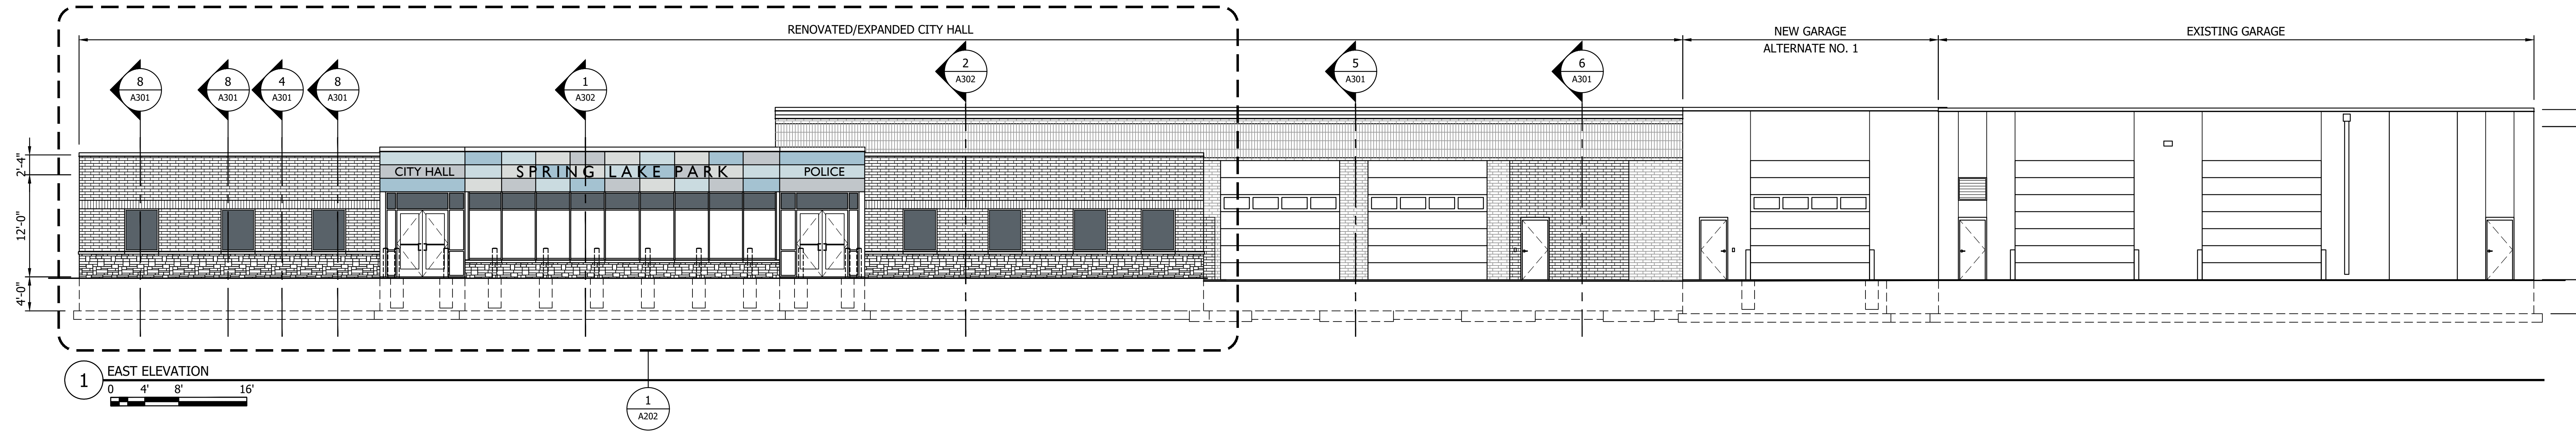 RENOVATED/EXPANDED CITY HALL
NEW GARAGE
ALTERNATE NO. 1
EXISTING GARAGE
8
A301
8
A301
4
A301
8
A301
1
A302
2
A302
5
A301
6
A301
2'-4"
12'-0"
4'-0"
CITY HALL
SPRING LAKE PARK
POLICE
1
EAST ELEVATION
0 4' 8' 16'
1
A202